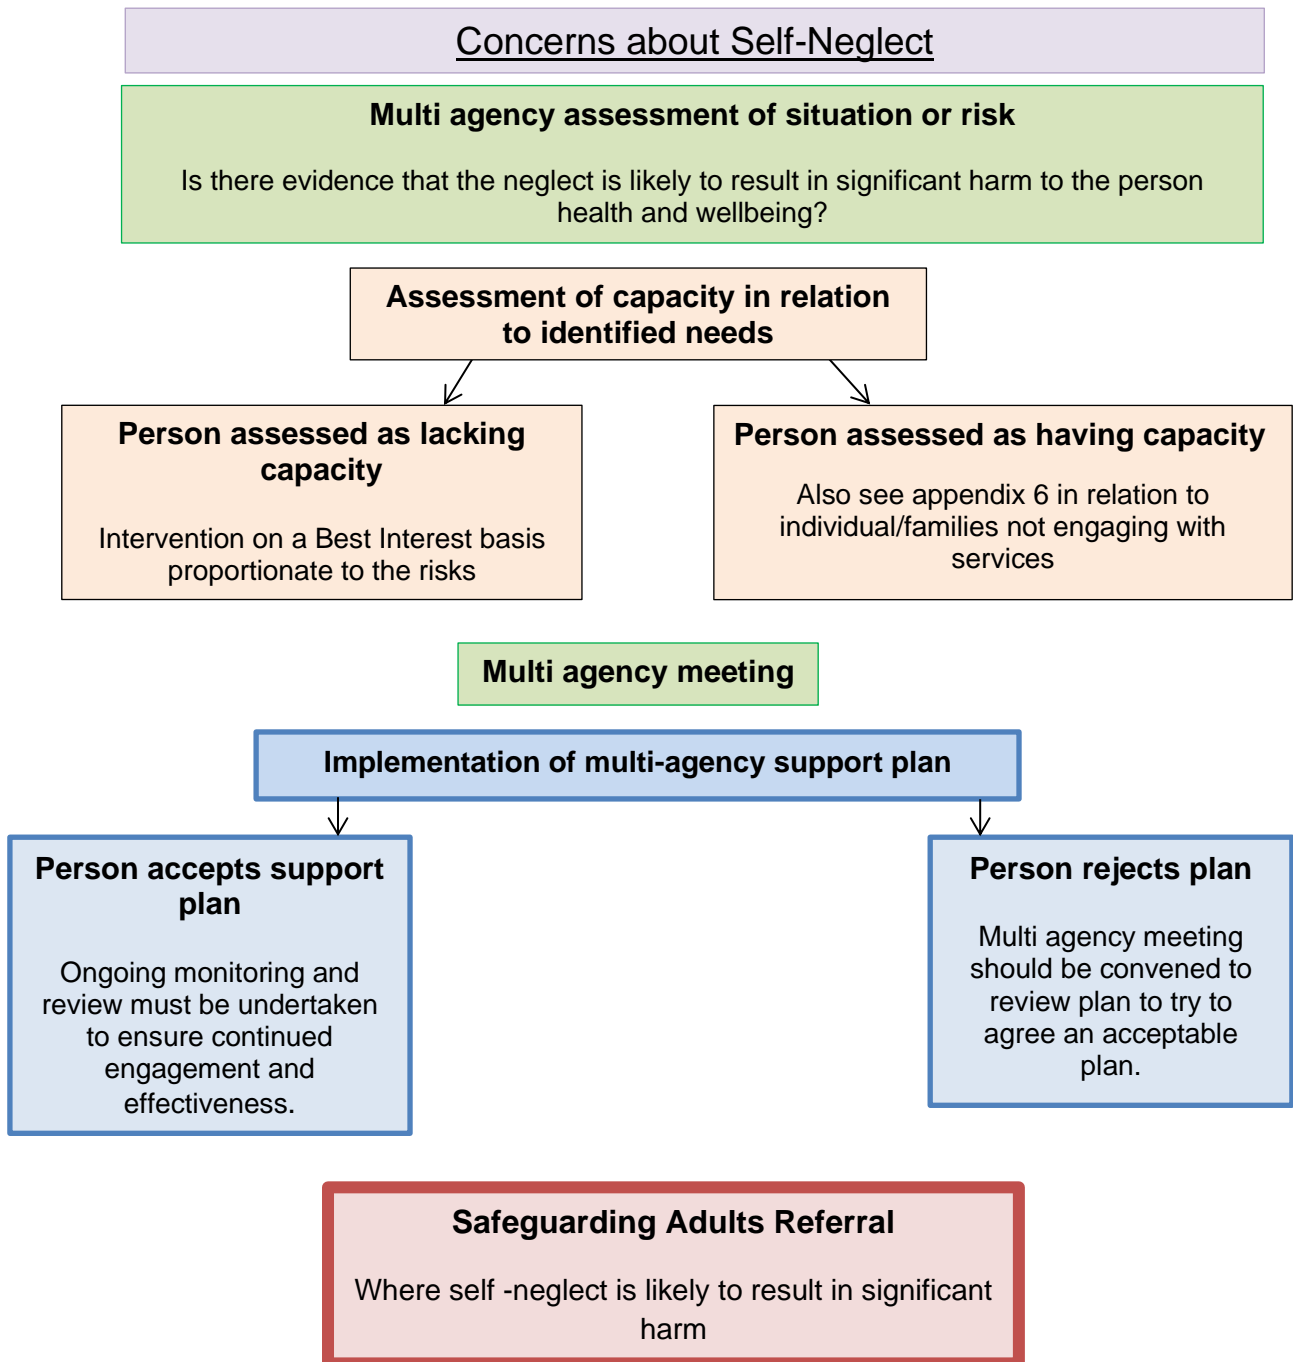 Concerns about Self-Neglect
Multi agency assessment of situation or risk
Is there evidence that the neglect is likely to result in significant harm to the person
health and wellbeing?
Assessment of capacity in relation
to identified needs
Person assessed as lacking
capacity
Intervention on a Best Interest basis
proportionate to the risks
Person assessed as having capacity
Also see appendix 6 in relation to
individual/families not engaging with
services
Multi agency meeting
Implementation of multi-agency support plan
Person accepts support
plan
Ongoing monitoring and
review must be undertaken
to ensure continued
engagement and
effectiveness.
Person rejects plan
Multi agency meeting
should be convened to
review plan to try to
agree an acceptable
plan.
Safeguarding Adults Referral
Where self -neglect is likely to result in significant
harm